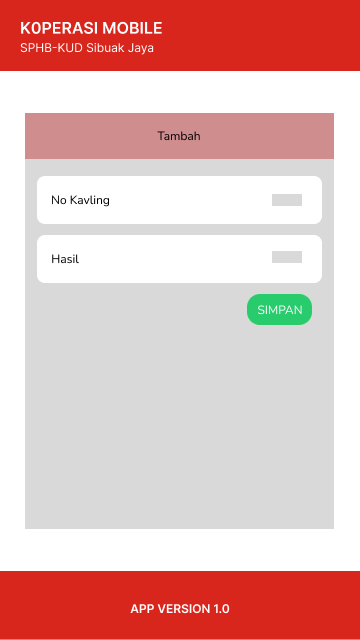 K0PERASI MOBILE
SPHB-KUD Sibuak Jaya
Tambah
No Kavling
Hasil
SIMPAN
APP VERSION 1.0